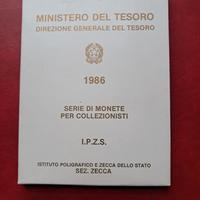 MINISTERO DEL TESORO
DIREZIONE GENERALE DEL TESORO
1986
SERIE DI MONETE
PER COLLEZIONISTI
I.P.Z.S.
ISTITUTO POLIGRAFICO E ZECCA DELLO STATO
SEZ. ZECCA